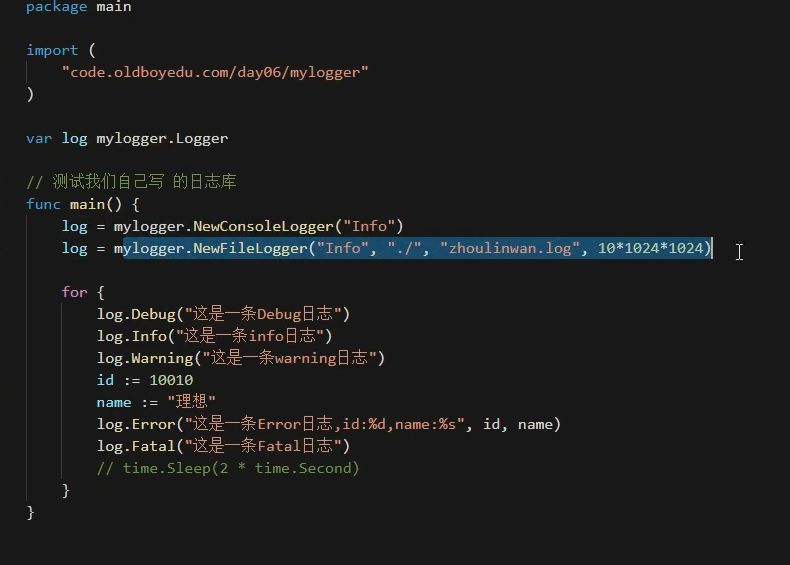 package main
import (
"code.oldboyedu.com/day06/mylogger"
)
var log mylogger.Logger
// 测试我们自己写 的日志库
func main() {
log = mylogger.NewConsoleLogger("Info")
log = mylogger.NewFileLogger("Info", "./", "zhoulinwan.log", 10*1024*1024)
for {
log.Debug("这是一条Debug日志")
log.Info("这是一条info日志")
log.Warning("这是一条warning日志")
id := 10010
name := "理想"
log.Error("这是一条Error日志,id:%d,name:%s", id, name)
log.Fatal("这是一条Fatal日志")
// time.Sleep(2 * time.Second)
}
}